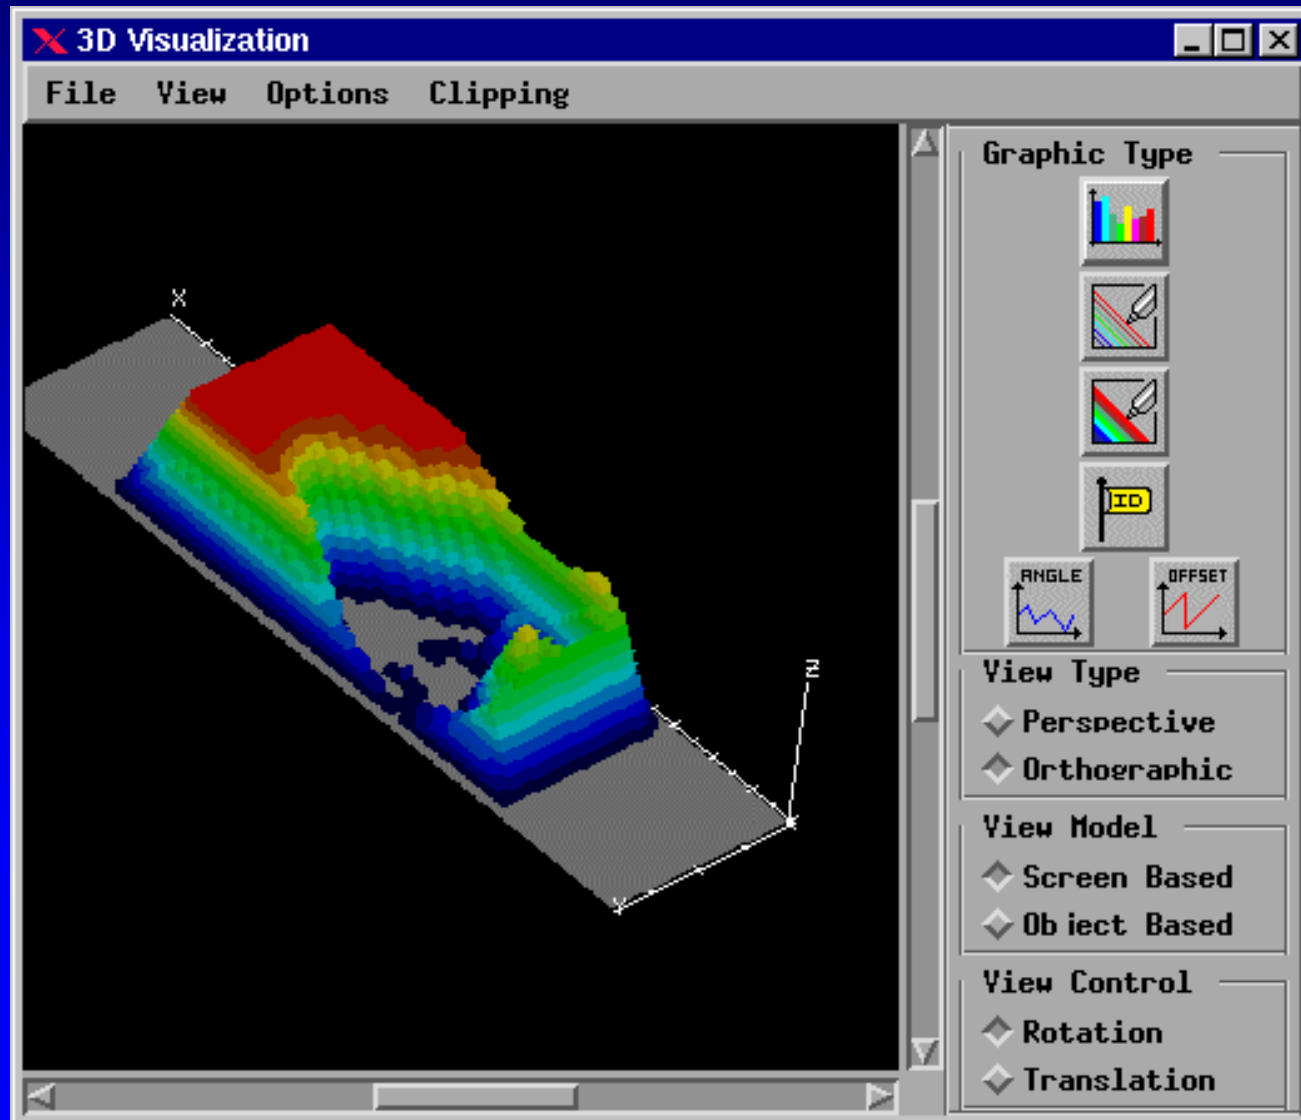 3D Visualization
File View Options Clipping
Graphic Type
ID
ANGLE OFFSET
View Type
Perspective
Orthographic
View Model
Screen Based
Object Based
View Control
Rotation
Translation
X
Z
Y